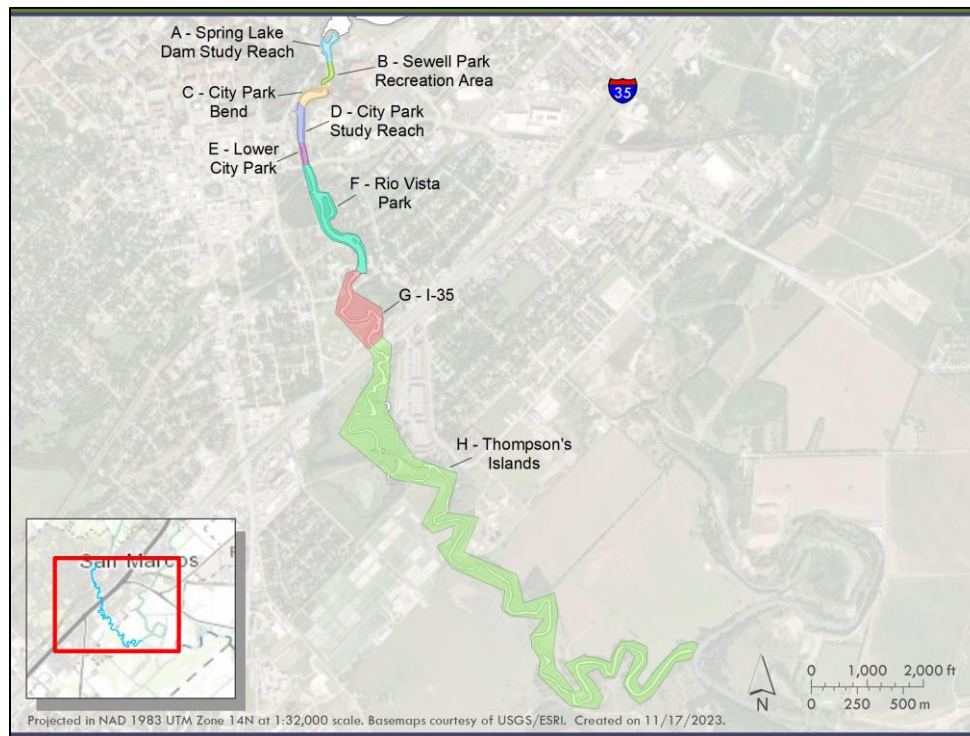 A - Spring Lake
Dam Study Reach
B - Sewell Park
Recreation Area
C - City Park
Bend
D - City Park
Study Reach
E - Lower
City Park
F - Rio Vista
Park
G - I-35
H - Thompson's
Islands
35
San Marcos
N
0 1,000 2,000 ft
0 250 500 m
Projected in NAD 1983 UTM Zone 14N at 1:32,000 scale. Basemaps courtesy of USGS/ESRI. Created on 11/17/2023.